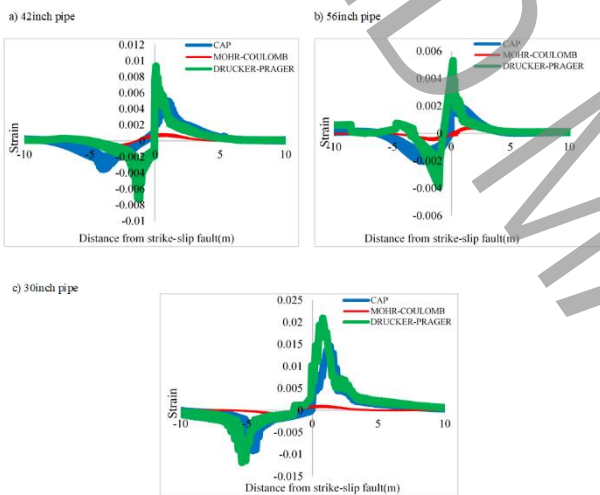 a) 42inch pipe
0.012
0.01
0.008
0.006
0.004
0.002
0
-0.002
-0.004
-0.006
-0.008
-0.01
-10
-5
0
5
10
Strain
CAP
MOHR-COULOMB
DRUCKER-PRAGER
Distance from strike-slip fault(m)
b) 56inch pipe
0.006
0.004
0.002
0
-0.002
-0.004
-0.006
-10
-5
0
5
10
Strain
CAP
MOHR-COULOMB
DRUCKER-PRAGER
Distance from strike-slip fault(m)
c) 30inch pipe
0.025
0.02
0.015
0.01
0.005
0
-0.005
-0.01
-0.015
-10
-5
0
5
10
Strain
CAP
MOHR-COULOMB
DRUCKER-PRAGER
Distance from strike-slip fault(m)